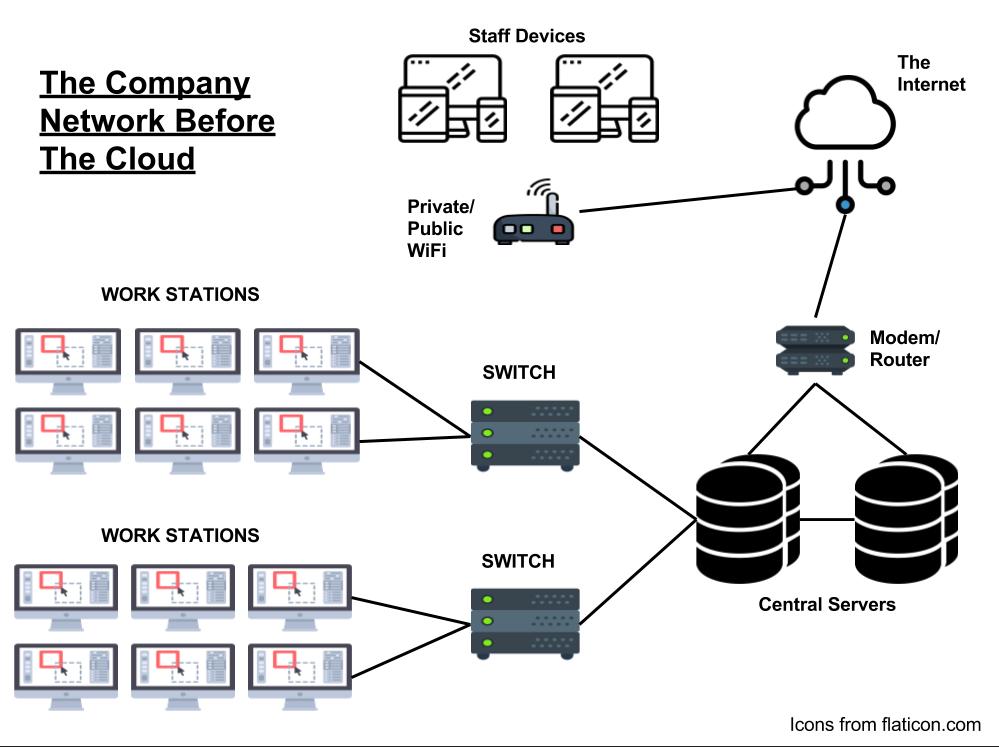 The Company
Network Before
The Cloud
Staff Devices
The
Internet
Private/
Public
WiFi
WORK STATIONS
SWITCH
Modem/
Router
WORK STATIONS
SWITCH
Central Servers
Icons from flaticon.com